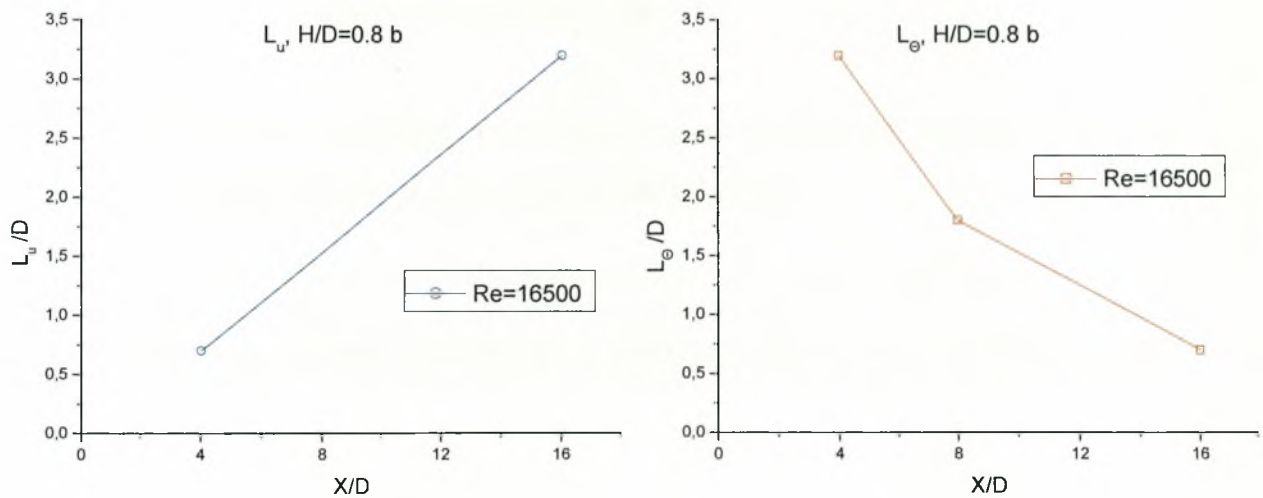 L_u, H/D=0.8 b
3,5
3,0
2,5
2,0
1,5
1,0
0,5
0,0
L_u/D
Re=16500
0 4 8 12 16
X/D
L_Θ, H/D=0.8 b
3,5
3,0
2,5
2,0
1,5
1,0
0,5
0,0
L_Θ/D
Re=16500
0 4 8 12 16
X/D